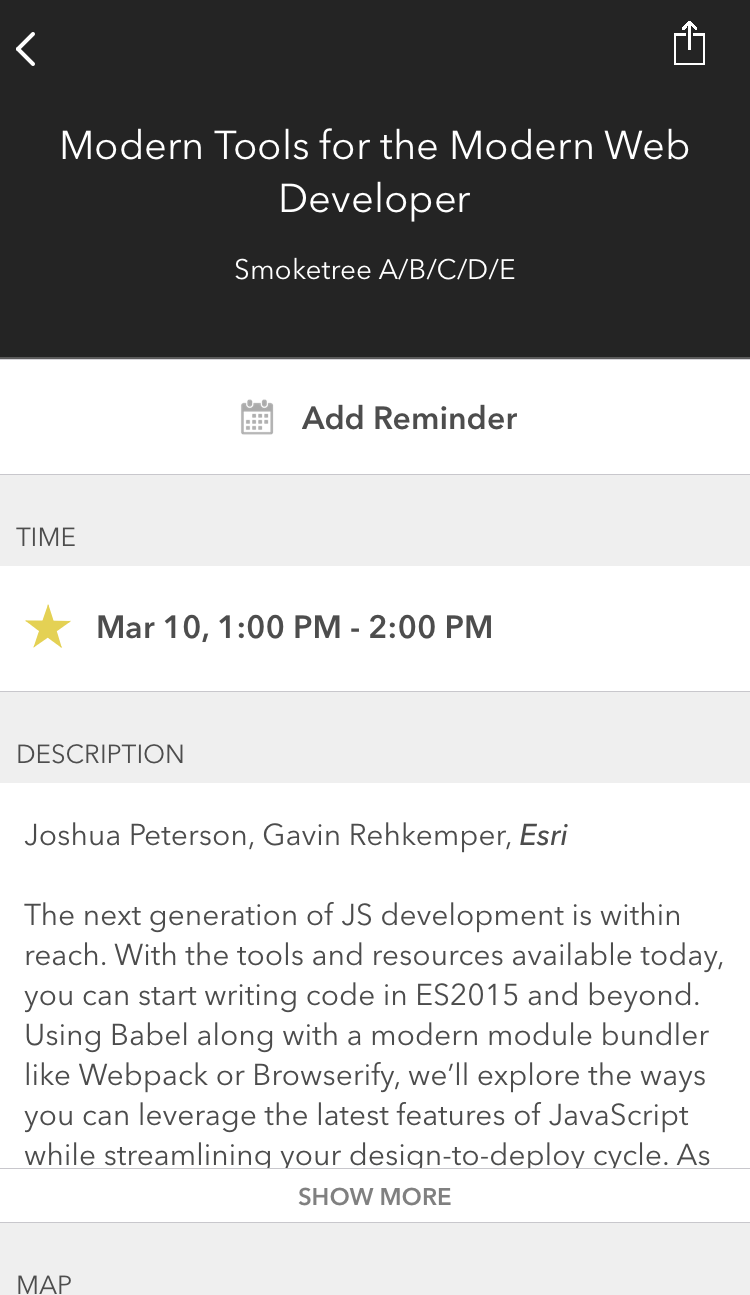 Modern Tools for the Modern Web
Developer
Smoketree A/B/C/D/E
Add Reminder
TIME
Mar 10, 1:00 PM - 2:00 PM
DESCRIPTION
Joshua Peterson, Gavin Rehkemper, Esri
The next generation of JS development is within
reach. With the tools and resources available today,
you can start writing code in ES2015 and beyond.
Using Babel along with a modern module bundler
like Webpack or Browserify, we’ll explore the ways
you can leverage the latest features of JavaScript
while streamlining your design-to-deploy cycle. As
SHOW MORE
MAP